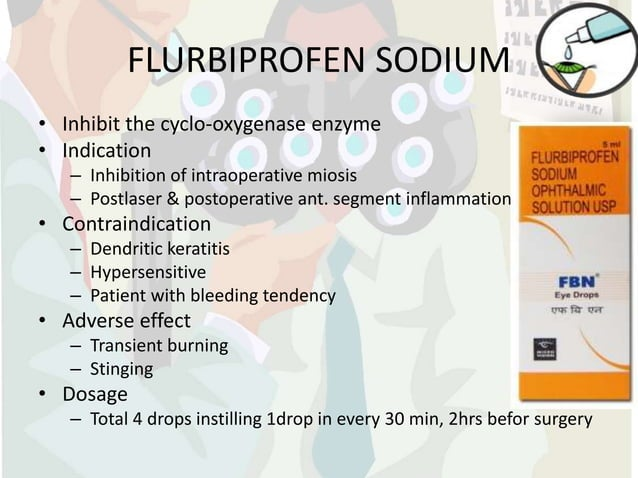 FLURBIPROFEN SODIUM
• Inhibit the cyclo-oxygenase enzyme
• Indication
– Inhibition of intraoperative miosis
– Postlaser & postoperative ant. segment inflammation
• Contraindication
– Dendritic keratitis
– Hypersensitive
– Patient with bleeding tendency
• Adverse effect
– Transient burning
– Stinging
• Dosage
– Total 4 drops instilling 1drop in every 30 min, 2hrs befor surgery
5 ml
FLURBIPROFEN
SODIUM
OPHTHALMIC
SOLUTION USP
FBN®
Eye Drops
एफ बि एन
MICRO